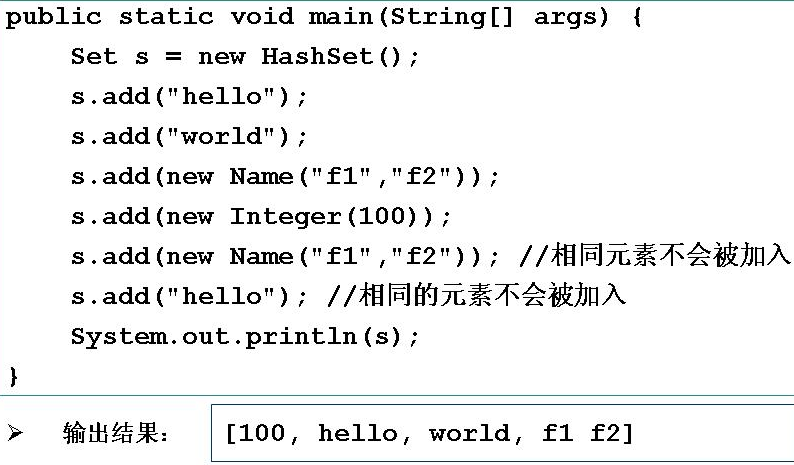 public static void main(String[] args) {
Set s = new HashSet();
s.add("hello");
s.add("world");
s.add(new Name("f1","f2"));
s.add(new Integer(100));
s.add(new Name("f1","f2")); //相同元素不会被加入
s.add("hello"); //相同的元素不会被加入
System.out.println(s);
}
➢ 输出结果： [100, hello, world, f1 f2]